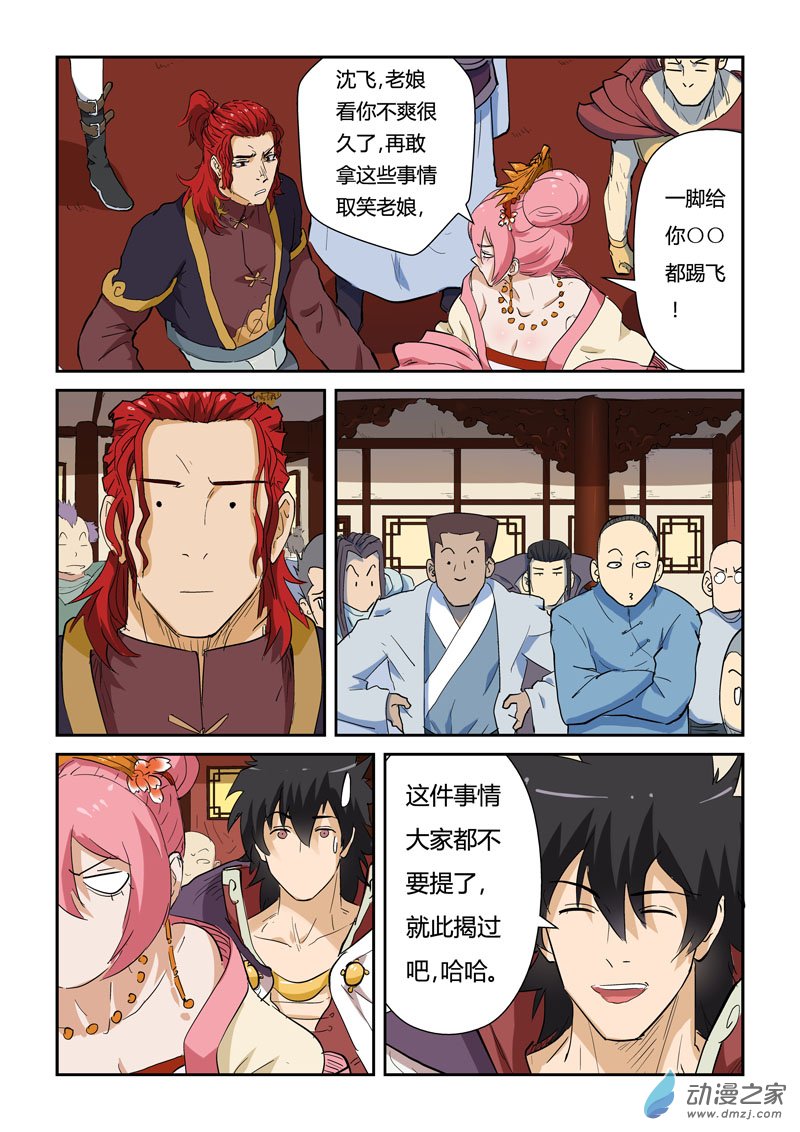 沈飞,老娘
看你不爽很
久了,再敢
拿这些事情
取笑老娘,
一脚给
你〇〇
都踢飞
!
这件事情
大家都不
要提了,
就此揭过
吧,哈哈。
动漫之家
www.dmzj.com